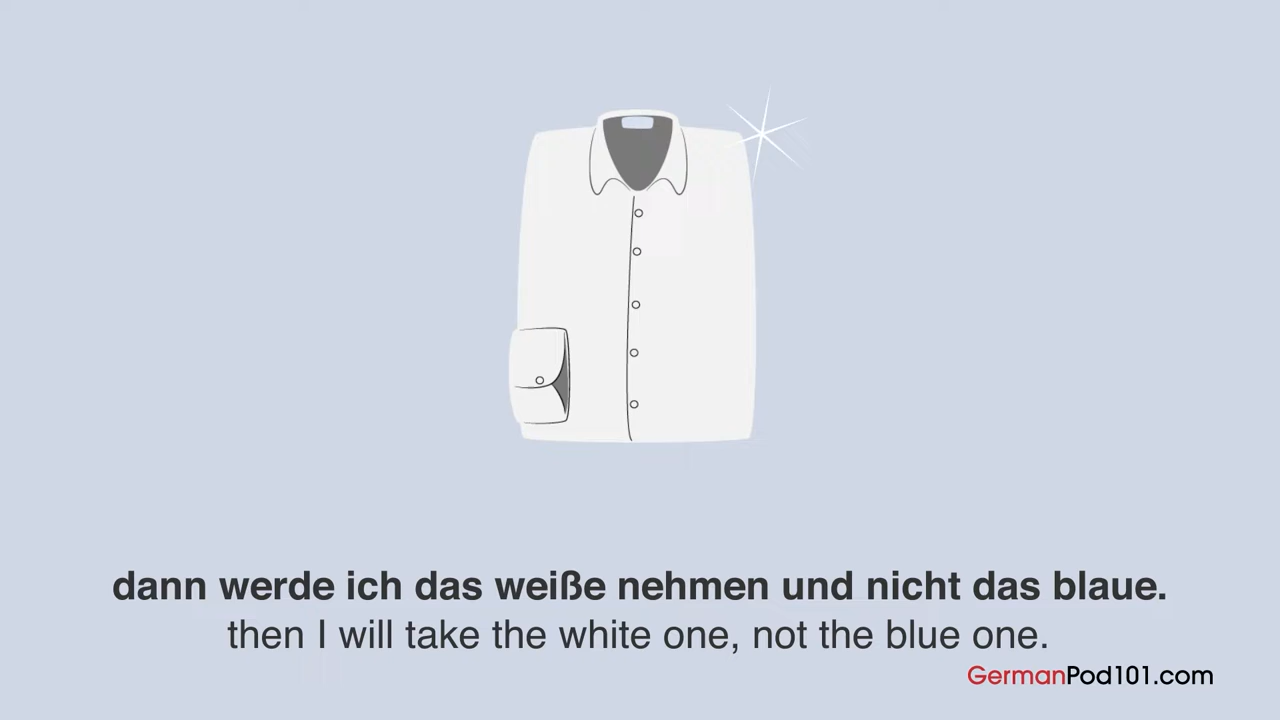 dann werde ich das weiße nehmen und nicht das blaue.
then I will take the white one, not the blue one.
GermanPod101.com